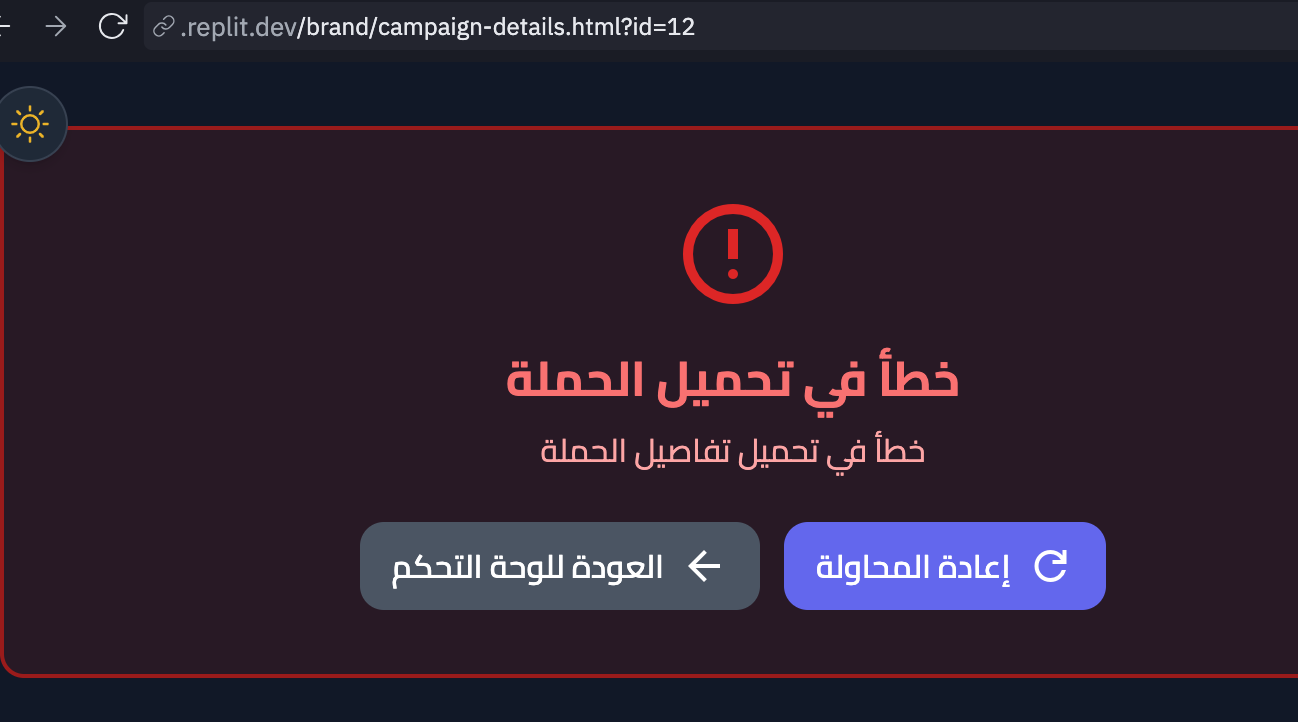 .replit.dev/brand/campaign-details.html?id=12
خطأ في تحميل الحملة
خطأ في تحميل تفاصيل الحملة
إعادة المحاولة
العودة للوحة التحكم